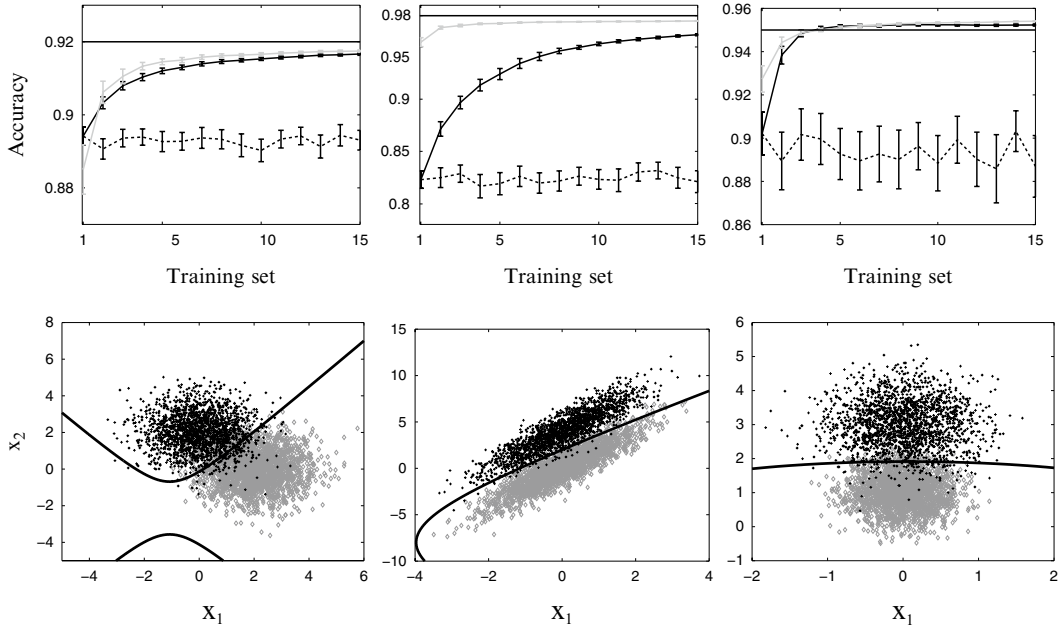 Accuracy
0.92
0.9
0.88
1 5 10 15
Training set
0.98
0.95
0.9
0.85
0.8
1 5 10 15
Training set
0.96
0.94
0.92
0.9
0.88
0.86
1 5 10 15
Training set
x2
8
6
4
2
0
−2
−4
−4 −2 0 2 4 6
x1
15
10
5
0
−5
−10
−4 −2 0 2 4
x1
6
5
4
3
2
1
0
−1
−2 −1 0 1 2
x1